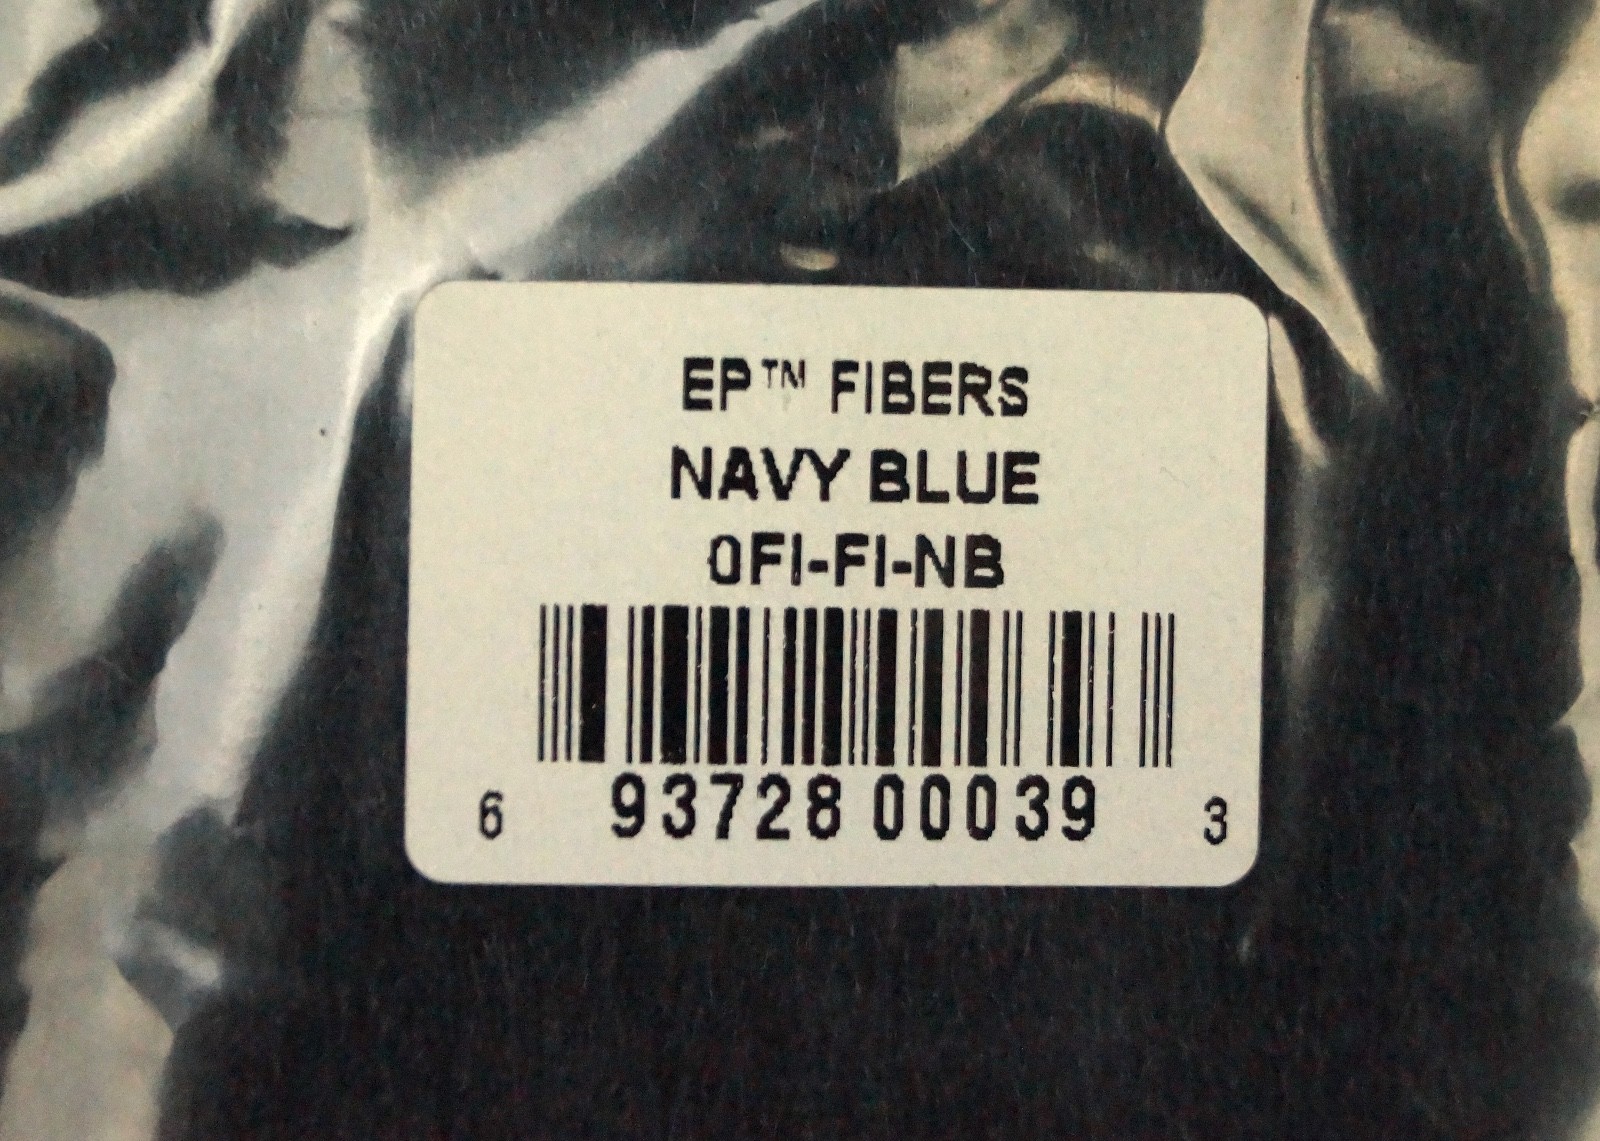 EP™ FIBERS
NAVY BLUE
0FI-FI-NB
6 93728 00039 3